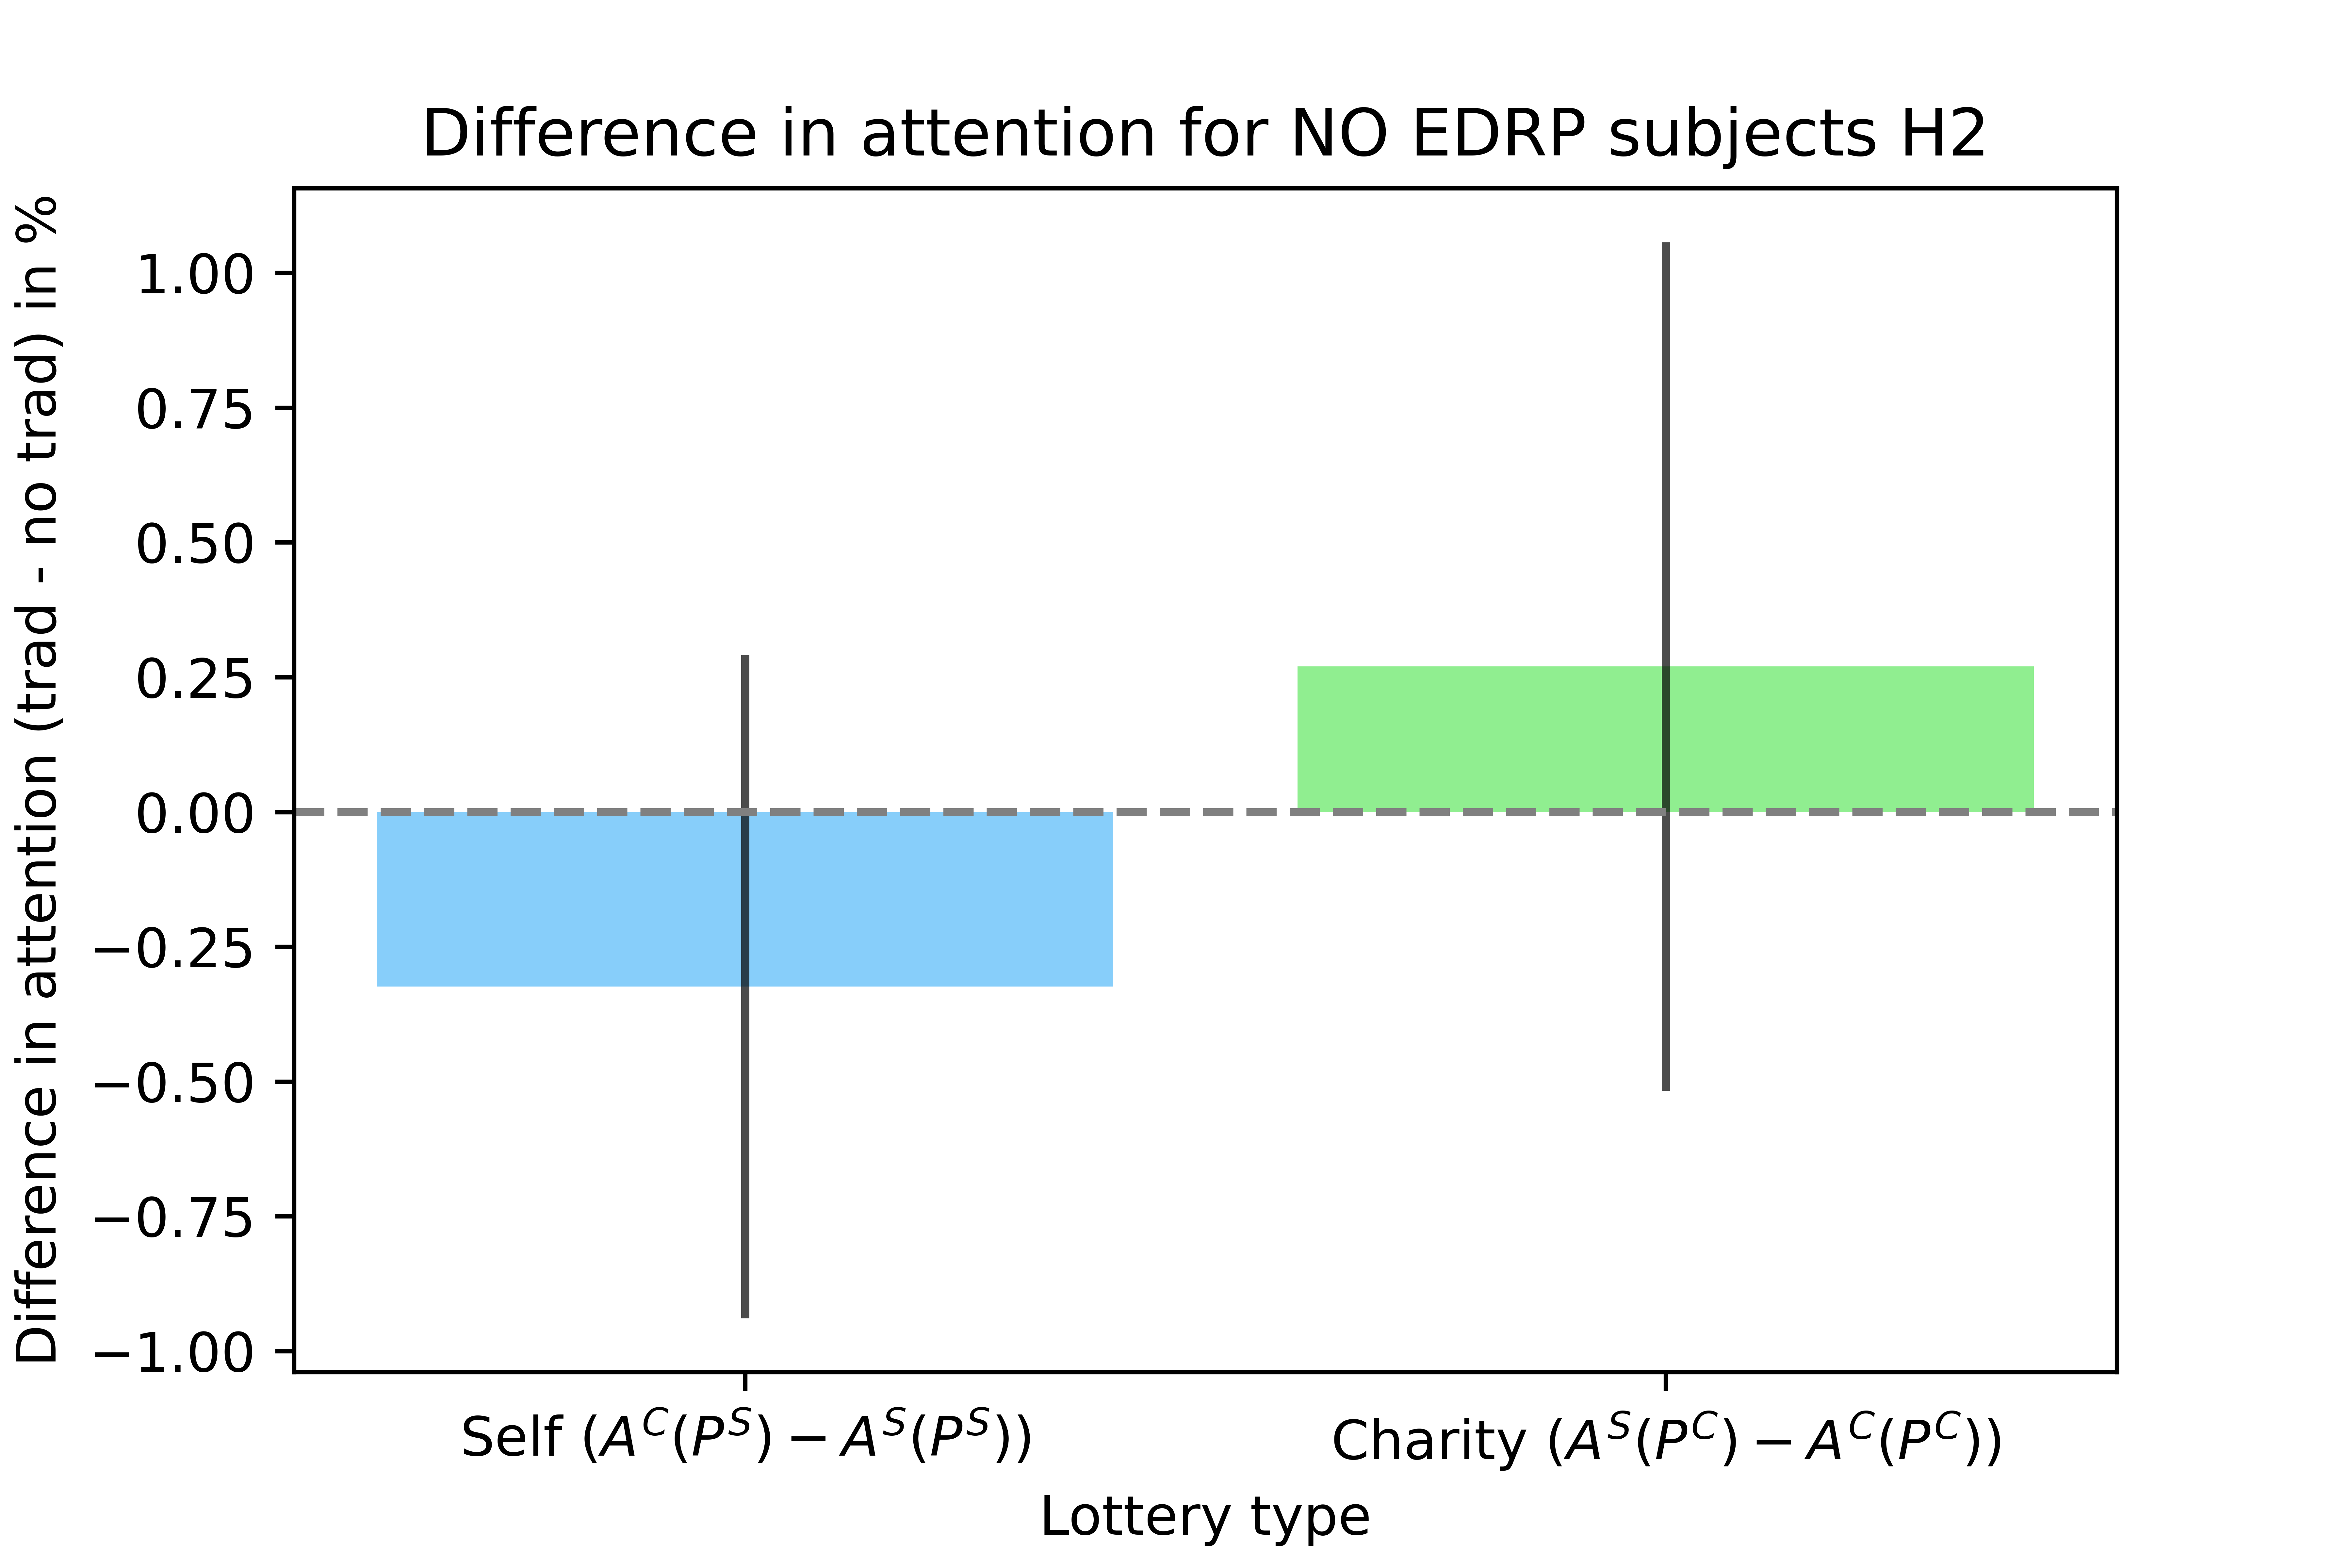 Difference in attention for NO EDRP subjects H2
Difference in attention (trad - no trad) in %
1.00
0.75
0.50
0.25
0.00
−0.25
−0.50
−0.75
−1.00
Self (A^C(P^S) − A^S(P^S))
Charity (A^S(P^C) − A^C(P^C))
Lottery type